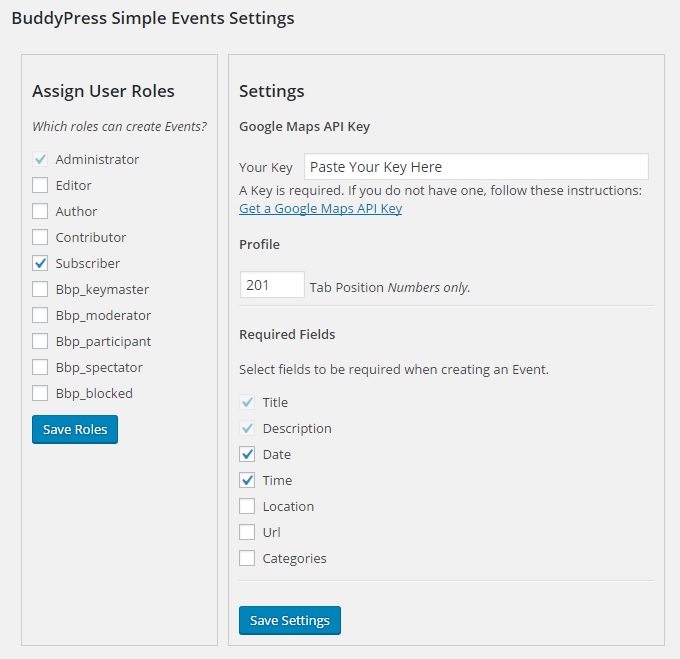 BuddyPress Simple Events Settings
Assign User Roles
Which roles can create Events?
Administrator
Editor
Author
Contributor
Subscriber
Bbp_keymaster
Bbp_moderator
Bbp_participant
Bbp_spectator
Bbp_blocked
Save Roles
Settings
Google Maps API Key
Your Key Paste Your Key Here
A Key is required. If you do not have one, follow these instructions:
Get a Google Maps API Key
Profile
201 Tab Position Numbers only.
Required Fields
Select fields to be required when creating an Event.
Title
Description
Date
Time
Location
Url
Categories
Save Settings